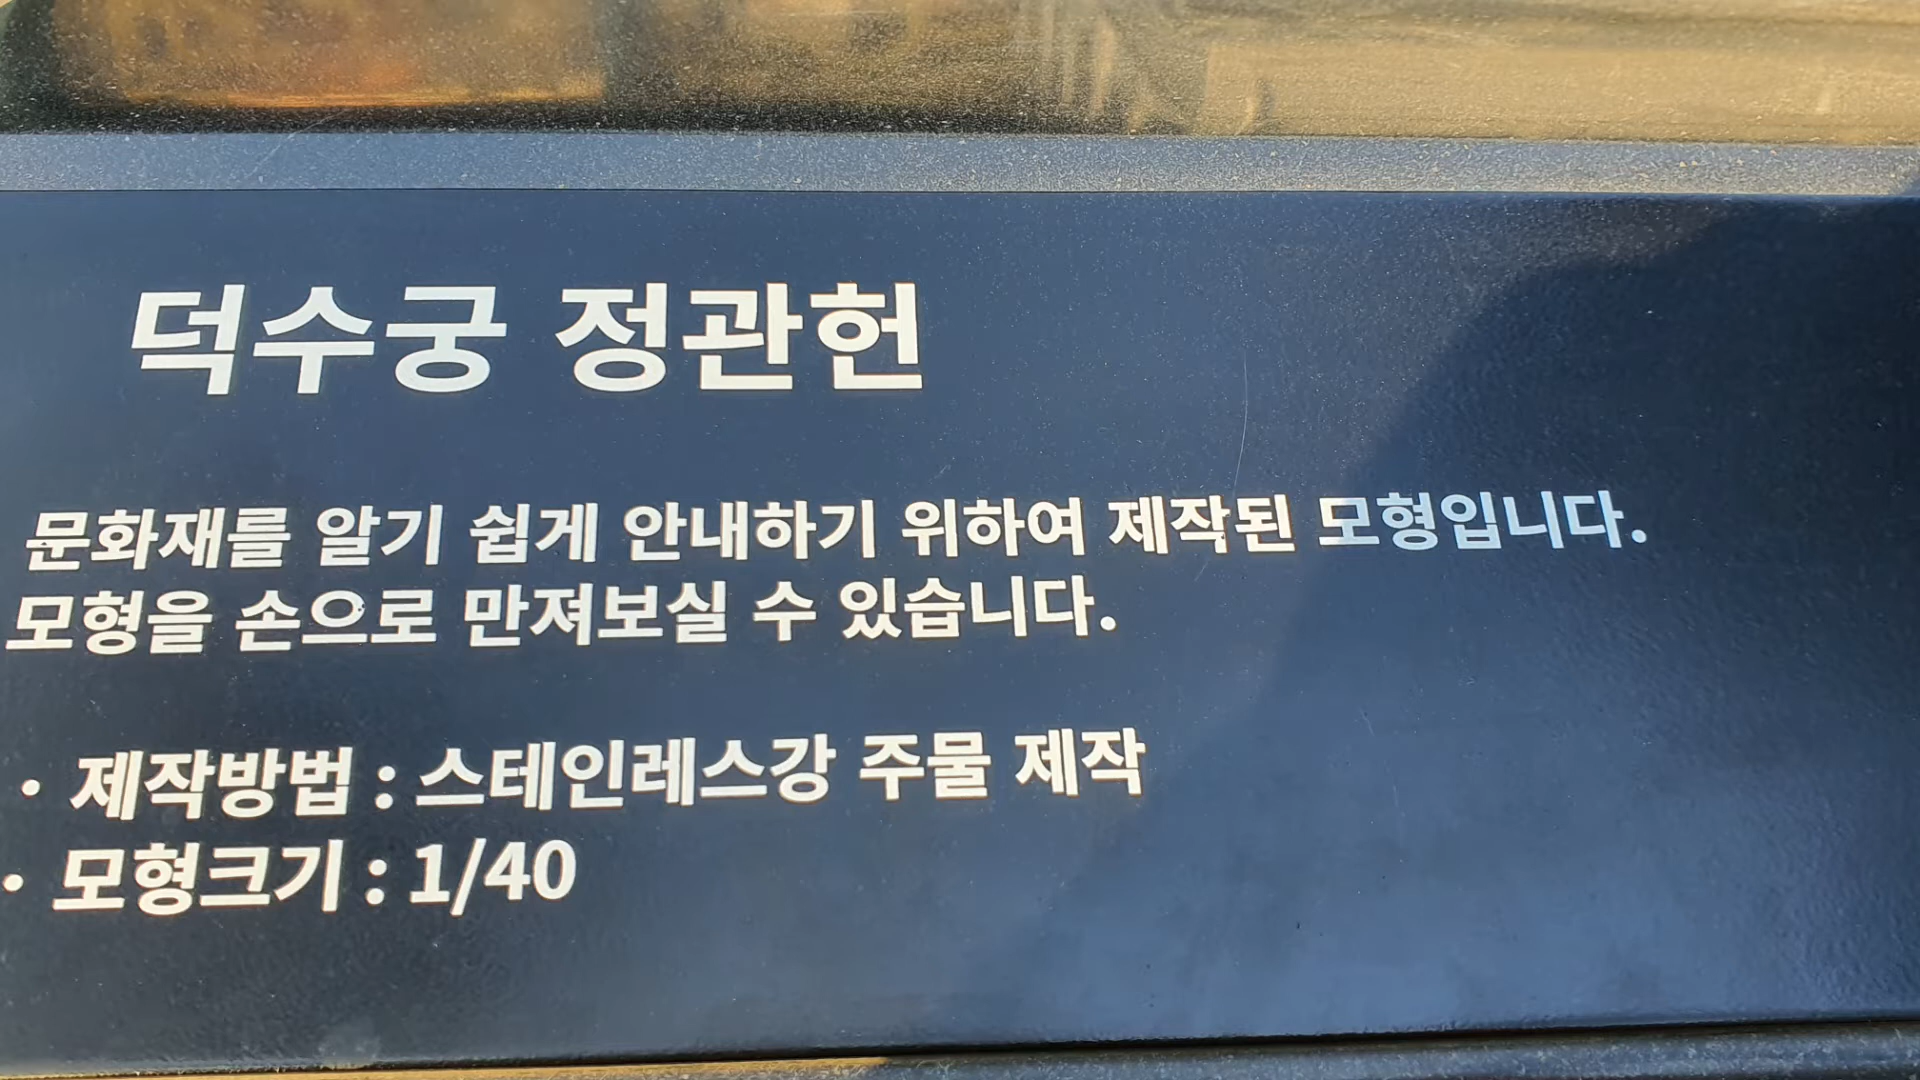 덕수궁 정관헌
문화재를 알기 쉽게 안내하기 위하여 제작된 모형입니다.
모형을 손으로 만져보실 수 있습니다.
· 제작방법 : 스테인레스강 주물 제작
· 모형크기 : 1/40